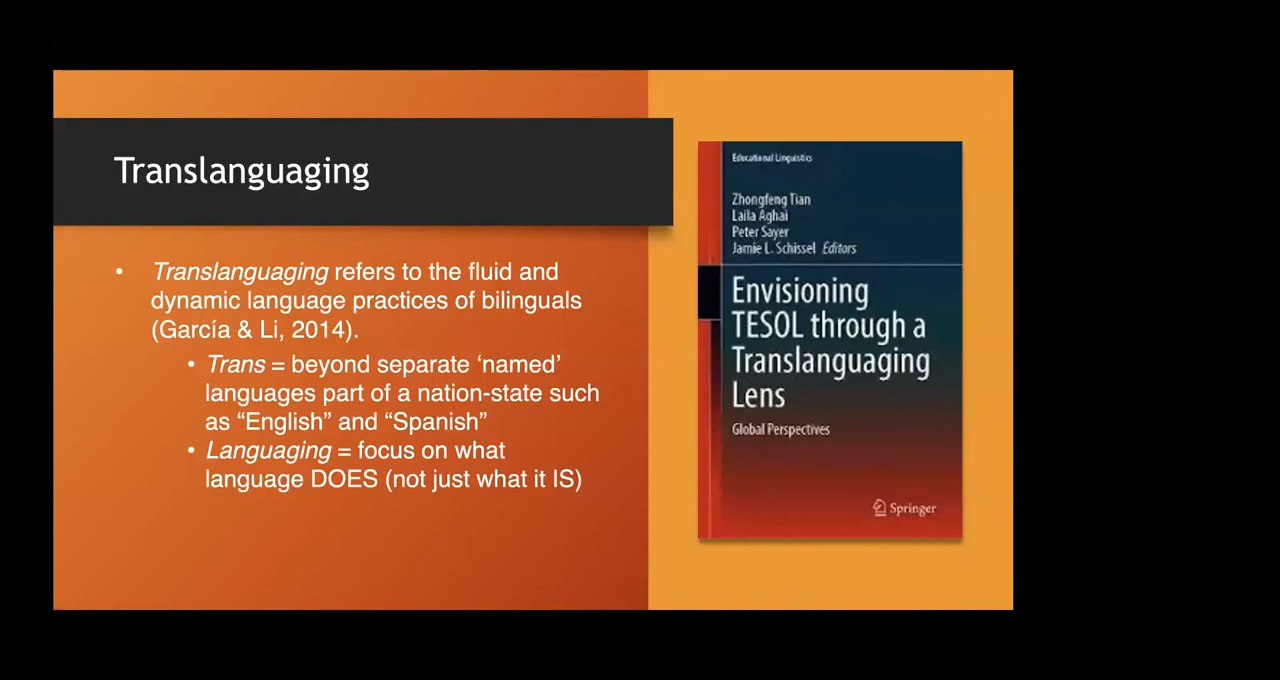 Translanguaging
• Translanguaging refers to the fluid and
dynamic language practices of bilinguals
(García & Li, 2014).
• Trans = beyond separate ‘named’
languages part of a nation-state such
as “English” and “Spanish”
• Languaging = focus on what
language DOES (not just what it IS)
Educational Linguistics
Zhongfeng Tian
Laila Aghai
Peter Sayer
Jamie L. Schissel Editors
Envisioning
TESOL through a
Translanguaging
Lens
Global Perspectives
Springer